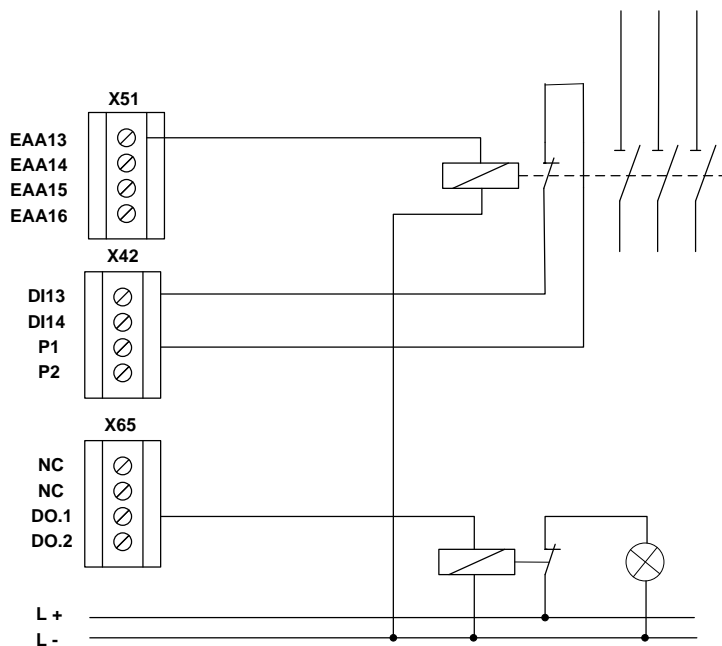 X51
EAA13
EAA14
EAA15
EAA16
X42
DI13
DI14
P1
P2
X65
NC
NC
DO.1
DO.2
L +
L -